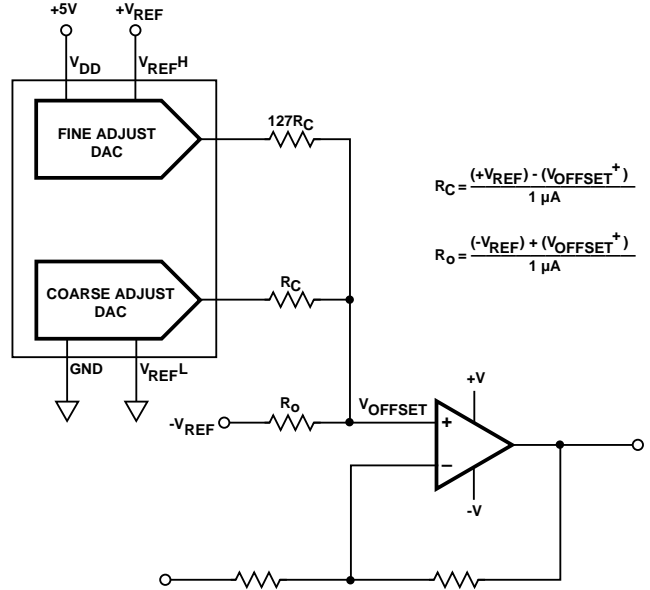 +5V
+VREF
VDD
VREFH
FINE ADJUST
DAC
127RC
RC = (+VREF) - (VOFFSET+)
1 µA
Ro = (-VREF) + (VOFFSET+)
1 µA
COARSE ADJUST
DAC
RC
GND
VREFL
-VREF
Ro
VOFFSET
+V
+
−
-V